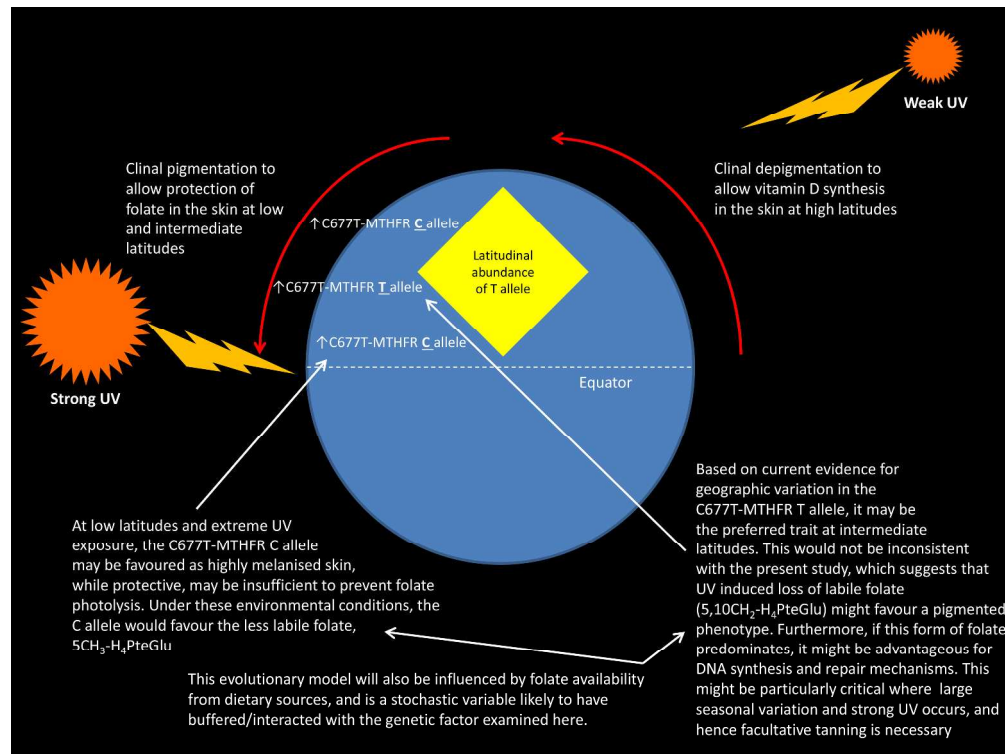 Weak UV
Clinal pigmentation to
allow protection of
folate in the skin at low
and intermediate
latitudes
Clinal depigmentation to
allow vitamin D synthesis
in the skin at high latitudes
↑C677T-MTHFR C allele
Latitudinal
abundance
of T allele
↑C677T-MTHFR T allele
↑C677T-MTHFR C allele
Strong UV
Equator
At low latitudes and extreme UV
exposure, the C677T-MTHFR C allele
may be favoured as highly melanised skin,
while protective, may be insufficient to prevent folate
photolysis. Under these environmental conditions, the
C allele would favour the less labile folate,
5CH₃-H₄PteGlu
Based on current evidence for
geographic variation in the
C677T-MTHFR T allele, it may be
the preferred trait at intermediate
latitudes. This would not be inconsistent
with the present study, which suggests that
UV induced loss of labile folate
(5,10CH₂-H₄PteGlu) might favour a pigmented
phenotype. Furthermore, if this form of folate
predominates, it might be advantageous for
DNA synthesis and repair mechanisms. This
might be particularly critical where large
seasonal variation and strong UV occurs, and
hence facultative tanning is necessary
This evolutionary model will also be influenced by folate availability
from dietary sources, and is a stochastic variable likely to have
buffered/interacted with the genetic factor examined here.